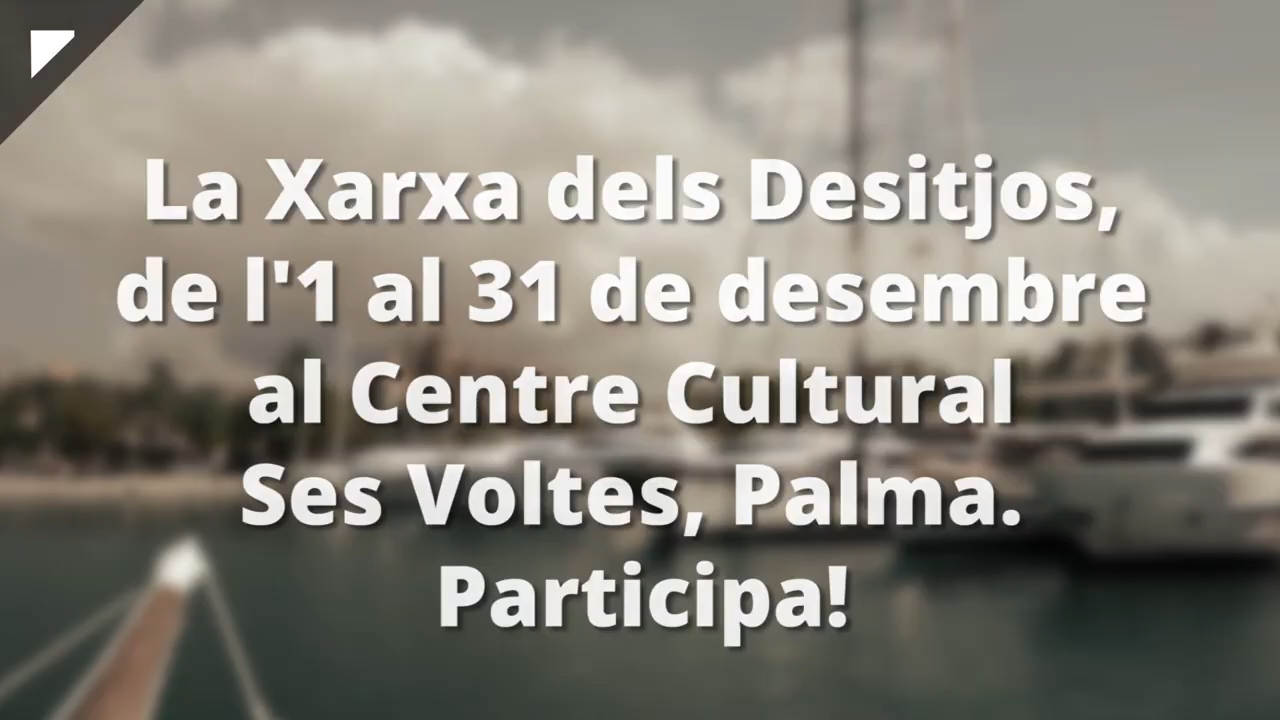 La Xarxa dels Desitjos,
de l'1 al 31 de desembre
al Centre Cultural
Ses Voltes, Palma.
Participa!